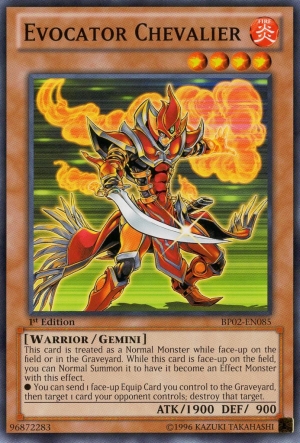 EVOCATOR CHEVALIER
炎
FIRE
1st Edition
BP02-EN085
[WARRIOR / GEMINI]
This card is treated as a Normal Monster while face-up on the
field or in the Graveyard. While this card is face-up on the field,
you can Normal Summon it to have it become an Effect Monster
with this effect.
● You can send 1 face-up Equip Card you control to the Graveyard,
then target 1 card your opponent controls; destroy that target.
ATK/1900 DEF/ 900
96872283
©1996 KAZUKI TAKAHASHI